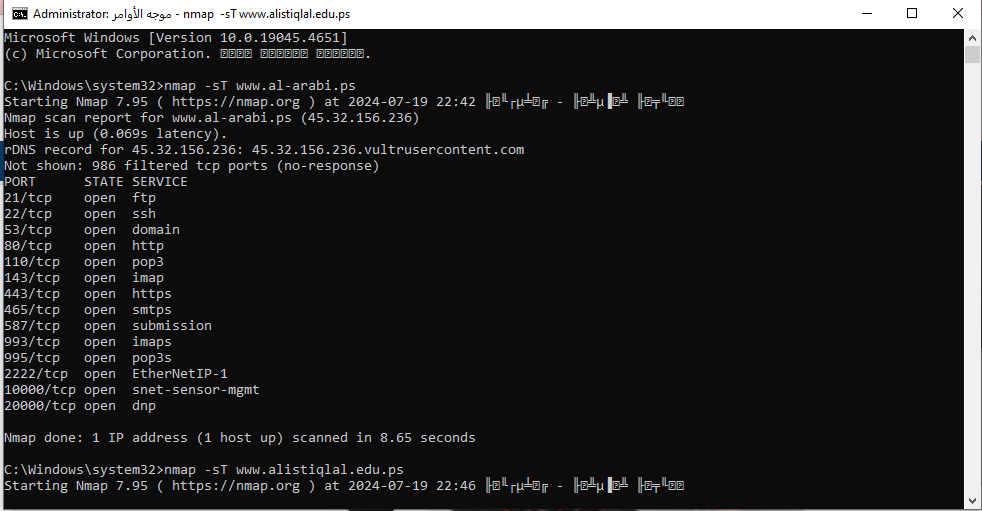 Administrator: موجه الأوامر - nmap -sT www.alistiqlal.edu.ps
Microsoft Windows [Version 10.0.19045.4651]
(c) Microsoft Corporation.
C:\Windows\system32>nmap -sT www.al-arabi.ps
Starting Nmap 7.95 ( https://nmap.org ) at 2024-07-19 22:42
Nmap scan report for www.al-arabi.ps (45.32.156.236)
Host is up (0.069s latency).
rDNS record for 45.32.156.236: 45.32.156.236.vultrusercontent.com
Not shown: 986 filtered tcp ports (no-response)
PORT STATE SERVICE
21/tcp open ftp
22/tcp open ssh
53/tcp open domain
80/tcp open http
110/tcp open pop3
143/tcp open imap
443/tcp open https
465/tcp open smtps
587/tcp open submission
993/tcp open imaps
995/tcp open pop3s
2222/tcp open EtherNetIP-1
10000/tcp open snet-sensor-mgmt
20000/tcp open dnp
Nmap done: 1 IP address (1 host up) scanned in 8.65 seconds
C:\Windows\system32>nmap -sT www.alistiqlal.edu.ps
Starting Nmap 7.95 ( https://nmap.org ) at 2024-07-19 22:46